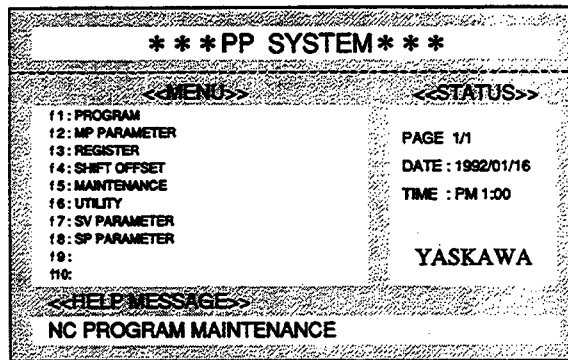 ***PP SYSTEM***
<<MENU>>
f1: PROGRAM
f2: MP PARAMETER
f3: REGISTER
f4: SHIFT OFFSET
f5: MAINTENANCE
f6: UTILITY
f7: SV PARAMETER
f8: SP PARAMETER
f9:
f10:
<<STATUS>>
PAGE 1/1
DATE : 1992/01/16
TIME : PM 1:00
YASKAWA
<<HELP MESSAGE>>
NC PROGRAM MAINTENANCE